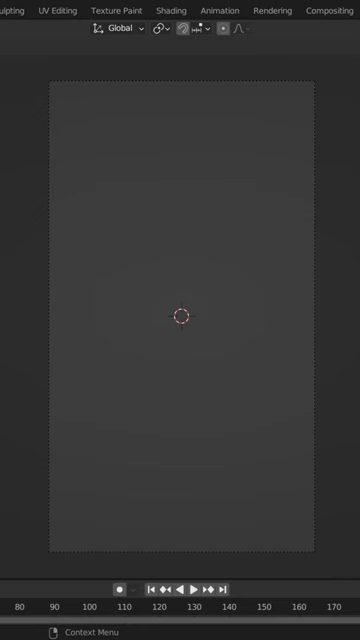 ulpting UV Editing Texture Paint Shading Animation Rendering Compositing
Global
80 90 100 110 120 130 140 150 160 170
Context Menu